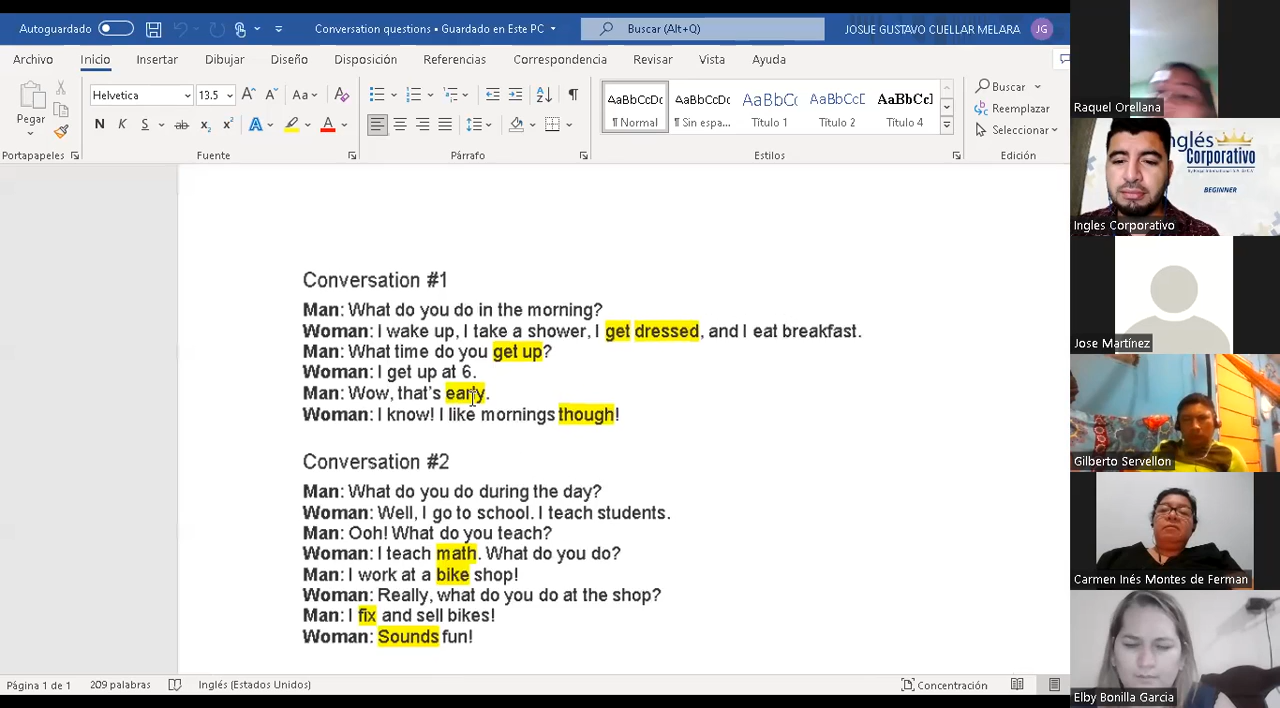 Autoguardado
Conversation questions • Guardado en Este PC
Buscar (Alt+Q)
JOSUE GUSTAVO CUELLAR MELARA
JG
Archivo
Inicio
Insertar
Dibujar
Diseño
Disposición
Referencias
Correspondencia
Revisar
Vista
Ayuda
Pegar
Portapapeles
Helvetica
13.5
Fuente
Párrafo
AaBbCcDc
¶ Normal
AaBbCcDc
¶ Sin espa...
AaBbCc
Título 1
AaBbCcD
Título 2
AaBbCcI
Título 4
Estilos
Buscar
Reemplazar
Seleccionar
Edición
Conversation #1
Man: What do you do in the morning?
Woman: I wake up, I take a shower, I get dressed, and I eat breakfast.
Man: What time do you get up?
Woman: I get up at 6.
Man: Wow, that's early.
Woman: I know! I like mornings though!
Conversation #2
Man: What do you do during the day?
Woman: Well, I go to school. I teach students.
Man: Ooh! What do you teach?
Woman: I teach math. What do you do?
Man: I work at a bike shop!
Woman: Really, what do you do at the shop?
Man: I fix and sell bikes!
Woman: Sounds fun!
Página 1 de 1
209 palabras
Inglés (Estados Unidos)
Concentración
Raquel Orellana
Inglés
Corporativo
BEGINNER
Ingles Corporativo
Jose Martínez
Gilberto Servellon
Carmen Inés Montes de Ferman
Elby Bonilla Garcia